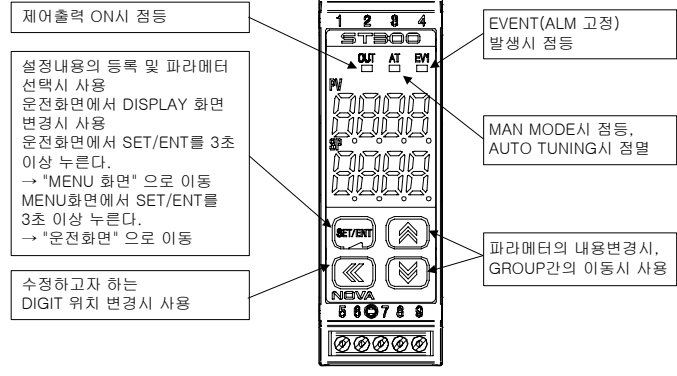 제어출력 ON시 점등
설정내용의 등록 및 파라메터
선택시 사용
운전화면에서 DISPLAY 화면
변경시 사용
운전화면에서 SET/ENT를 3초
이상 누른다.
→ "MENU 화면" 으로 이동
MENU화면에서 SET/ENT를
3초 이상 누른다.
→ "운전화면" 으로 이동
수정하고자 하는
DIGIT 위치 변경시 사용
1 2 3 4
ST300
OUT AT EV1
PV
8.8.8.8.
SP
8.8.8.8.
SET/ENT
NOVA
5 6 7 8 9
EVENT(ALM 고정)
발생시 점등
MAN MODE시 점등,
AUTO TUNING시 점멸
파라메터의 내용변경시,
GROUP간의 이동시 사용